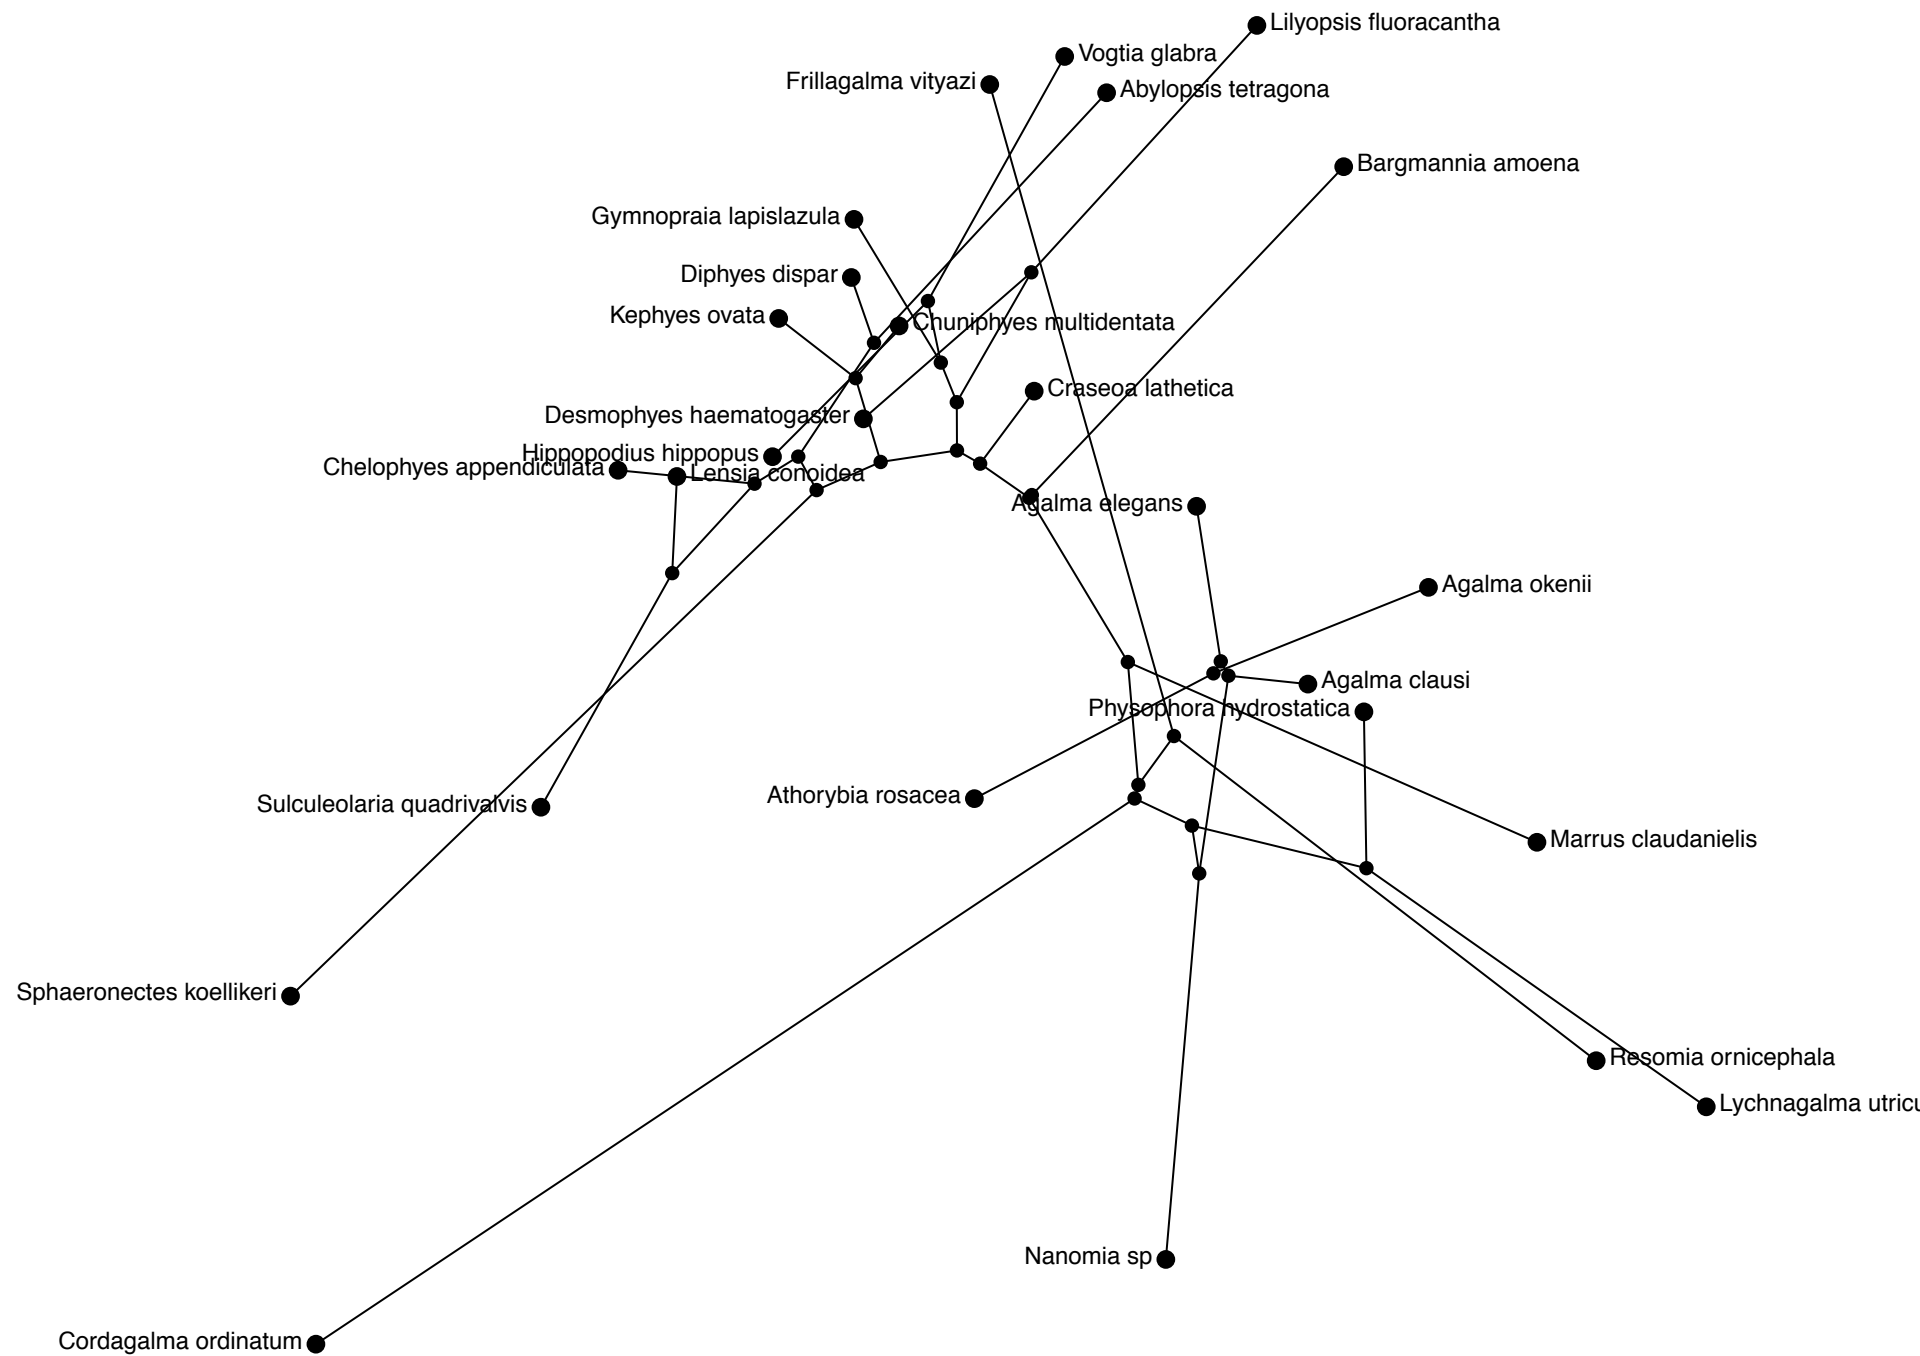 Lilyopsis fluoracantha
Vogtia glabra
Frillagalma vityazi
Abylopsis tetragona
Bargmannia amoena
Gymnopraia lapislazula
Diphyes dispar
Kephyes ovata
Chuniphyes multidentata
Craseoa lathetica
Desmophyes haematogaster
Hippopodius hippopus
Chelophyes appendiculata
Lensia conoidea
Agalma elegans
Agalma okenii
Agalma clausi
Physophora hydrostatica
Athorybia rosacea
Sulculeolaria quadrivalvis
Marrus claudanielis
Sphaeronectes koellikeri
Resomia ornicephala
Lychnagalma
Nanomia sp
Cordagalma ordinatum